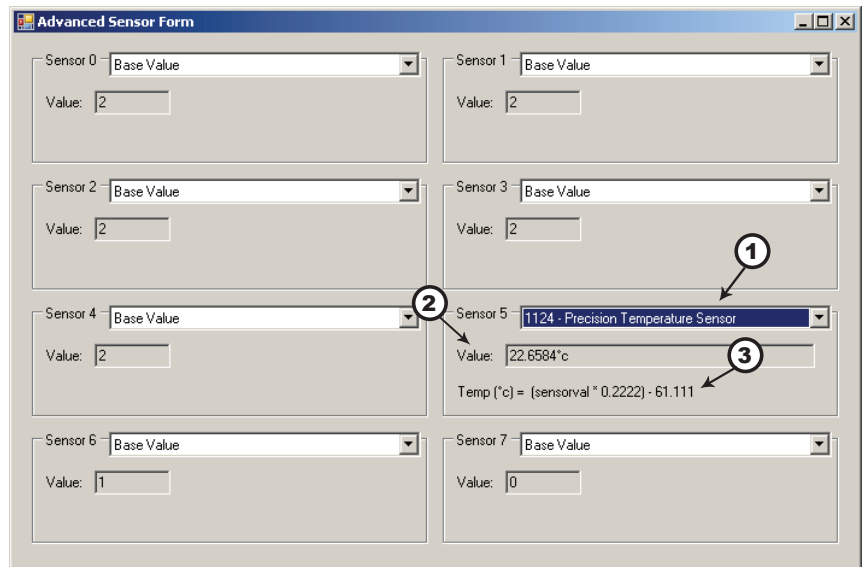 Advanced Sensor Form
Sensor 0 Base Value
Value: 2
Sensor 1 Base Value
Value: 2
Sensor 2 Base Value
Value: 2
Sensor 3 Base Value
Value: 2
1
Sensor 4 Base Value
Value: 2
2
Sensor 5 1124 - Precision Temperature Sensor
Value: 22.6584°c
3
Temp (°c) = (sensorval * 0.2222) - 61.111
Sensor 6 Base Value
Value: 1
Sensor 7 Base Value
Value: 0